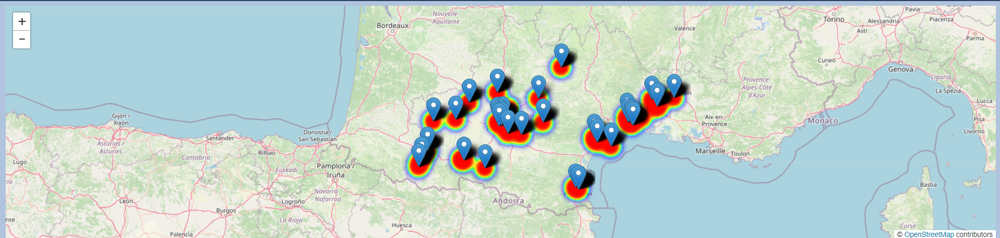 +
−
Bordeaux
Nouvelle-
Aquitaine
Valence
Torino
Alessandria
Pavia
Piacenza
Asti
Parma
Cuneo
Genova
Liguria
La Spezia
Provence-
Alpes-Côte
d'Azur
Lucca
Pisa
Livorno
Aix-en-
Provence
Monaco
Gijón /
Xixón
Santander
Donostia /
San Sebastián
Asturias /
Asturies
Cantabria
Bilbao
Marseille
Toulon
Lugo
Euskadi
Pamplona /
Iruña
Navarra
Nafarroa
Bastia
León
Logroño
Burgos
La Rioja
Andorra
Huesca
Palencia
Corse
© OpenStreetMap contributors